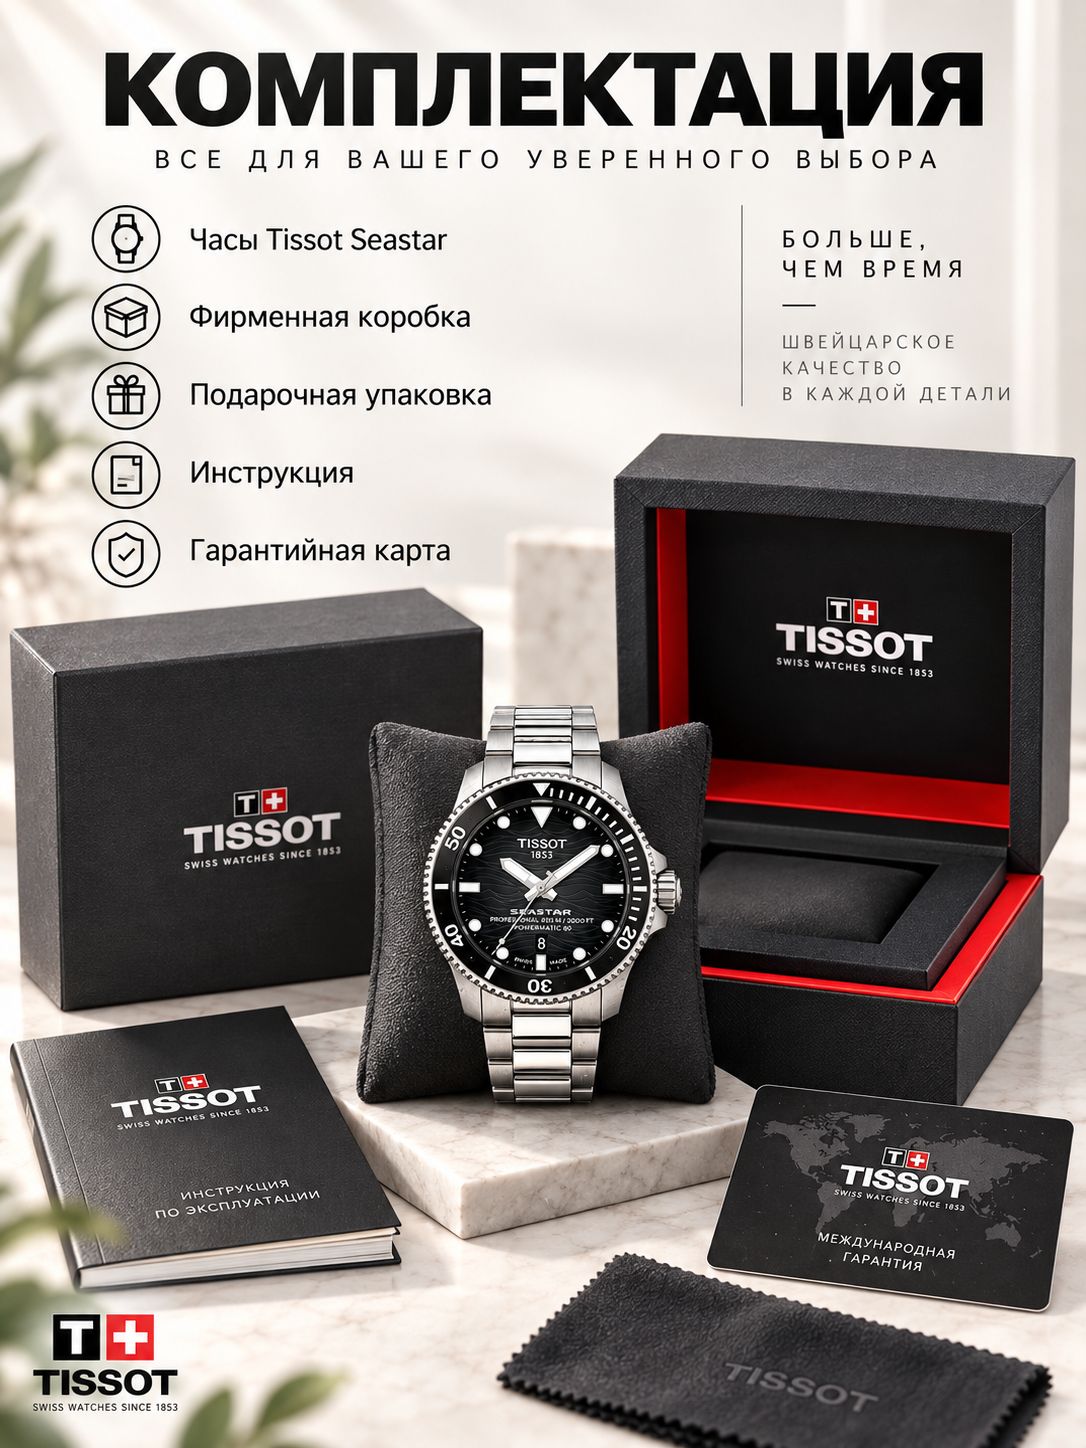 КОМПЛЕКТАЦИЯ
ВСЕ ДЛЯ ВАШЕГО УВЕРЕННОГО ВЫБОРА
Часы Tissot Seastar
Фирменная коробка
Подарочная упаковка
Инструкция
Гарантийная карта
БОЛЬШЕ,
ЧЕМ ВРЕМЯ
ШВЕЙЦАРСКОЕ
КАЧЕСТВО
В КАЖДОЙ ДЕТАЛИ
T+
TISSOT
SWISS WATCHES SINCE 1853
T+
TISSOT
SWISS WATCHES SINCE 1853
50
40
30
20
TISSOT
1853
SEASTAR
8
T+
TISSOT
SWISS WATCHES SINCE 1853
ИНСТРУКЦИЯ
ПО ЭКСПЛУАТАЦИИ
T+
TISSOT
SWISS WATCHES SINCE 1853
МЕЖДУНАРОДНАЯ
ГАРАНТИЯ
TISSOT
T+
TISSOT
SWISS WATCHES SINCE 1853